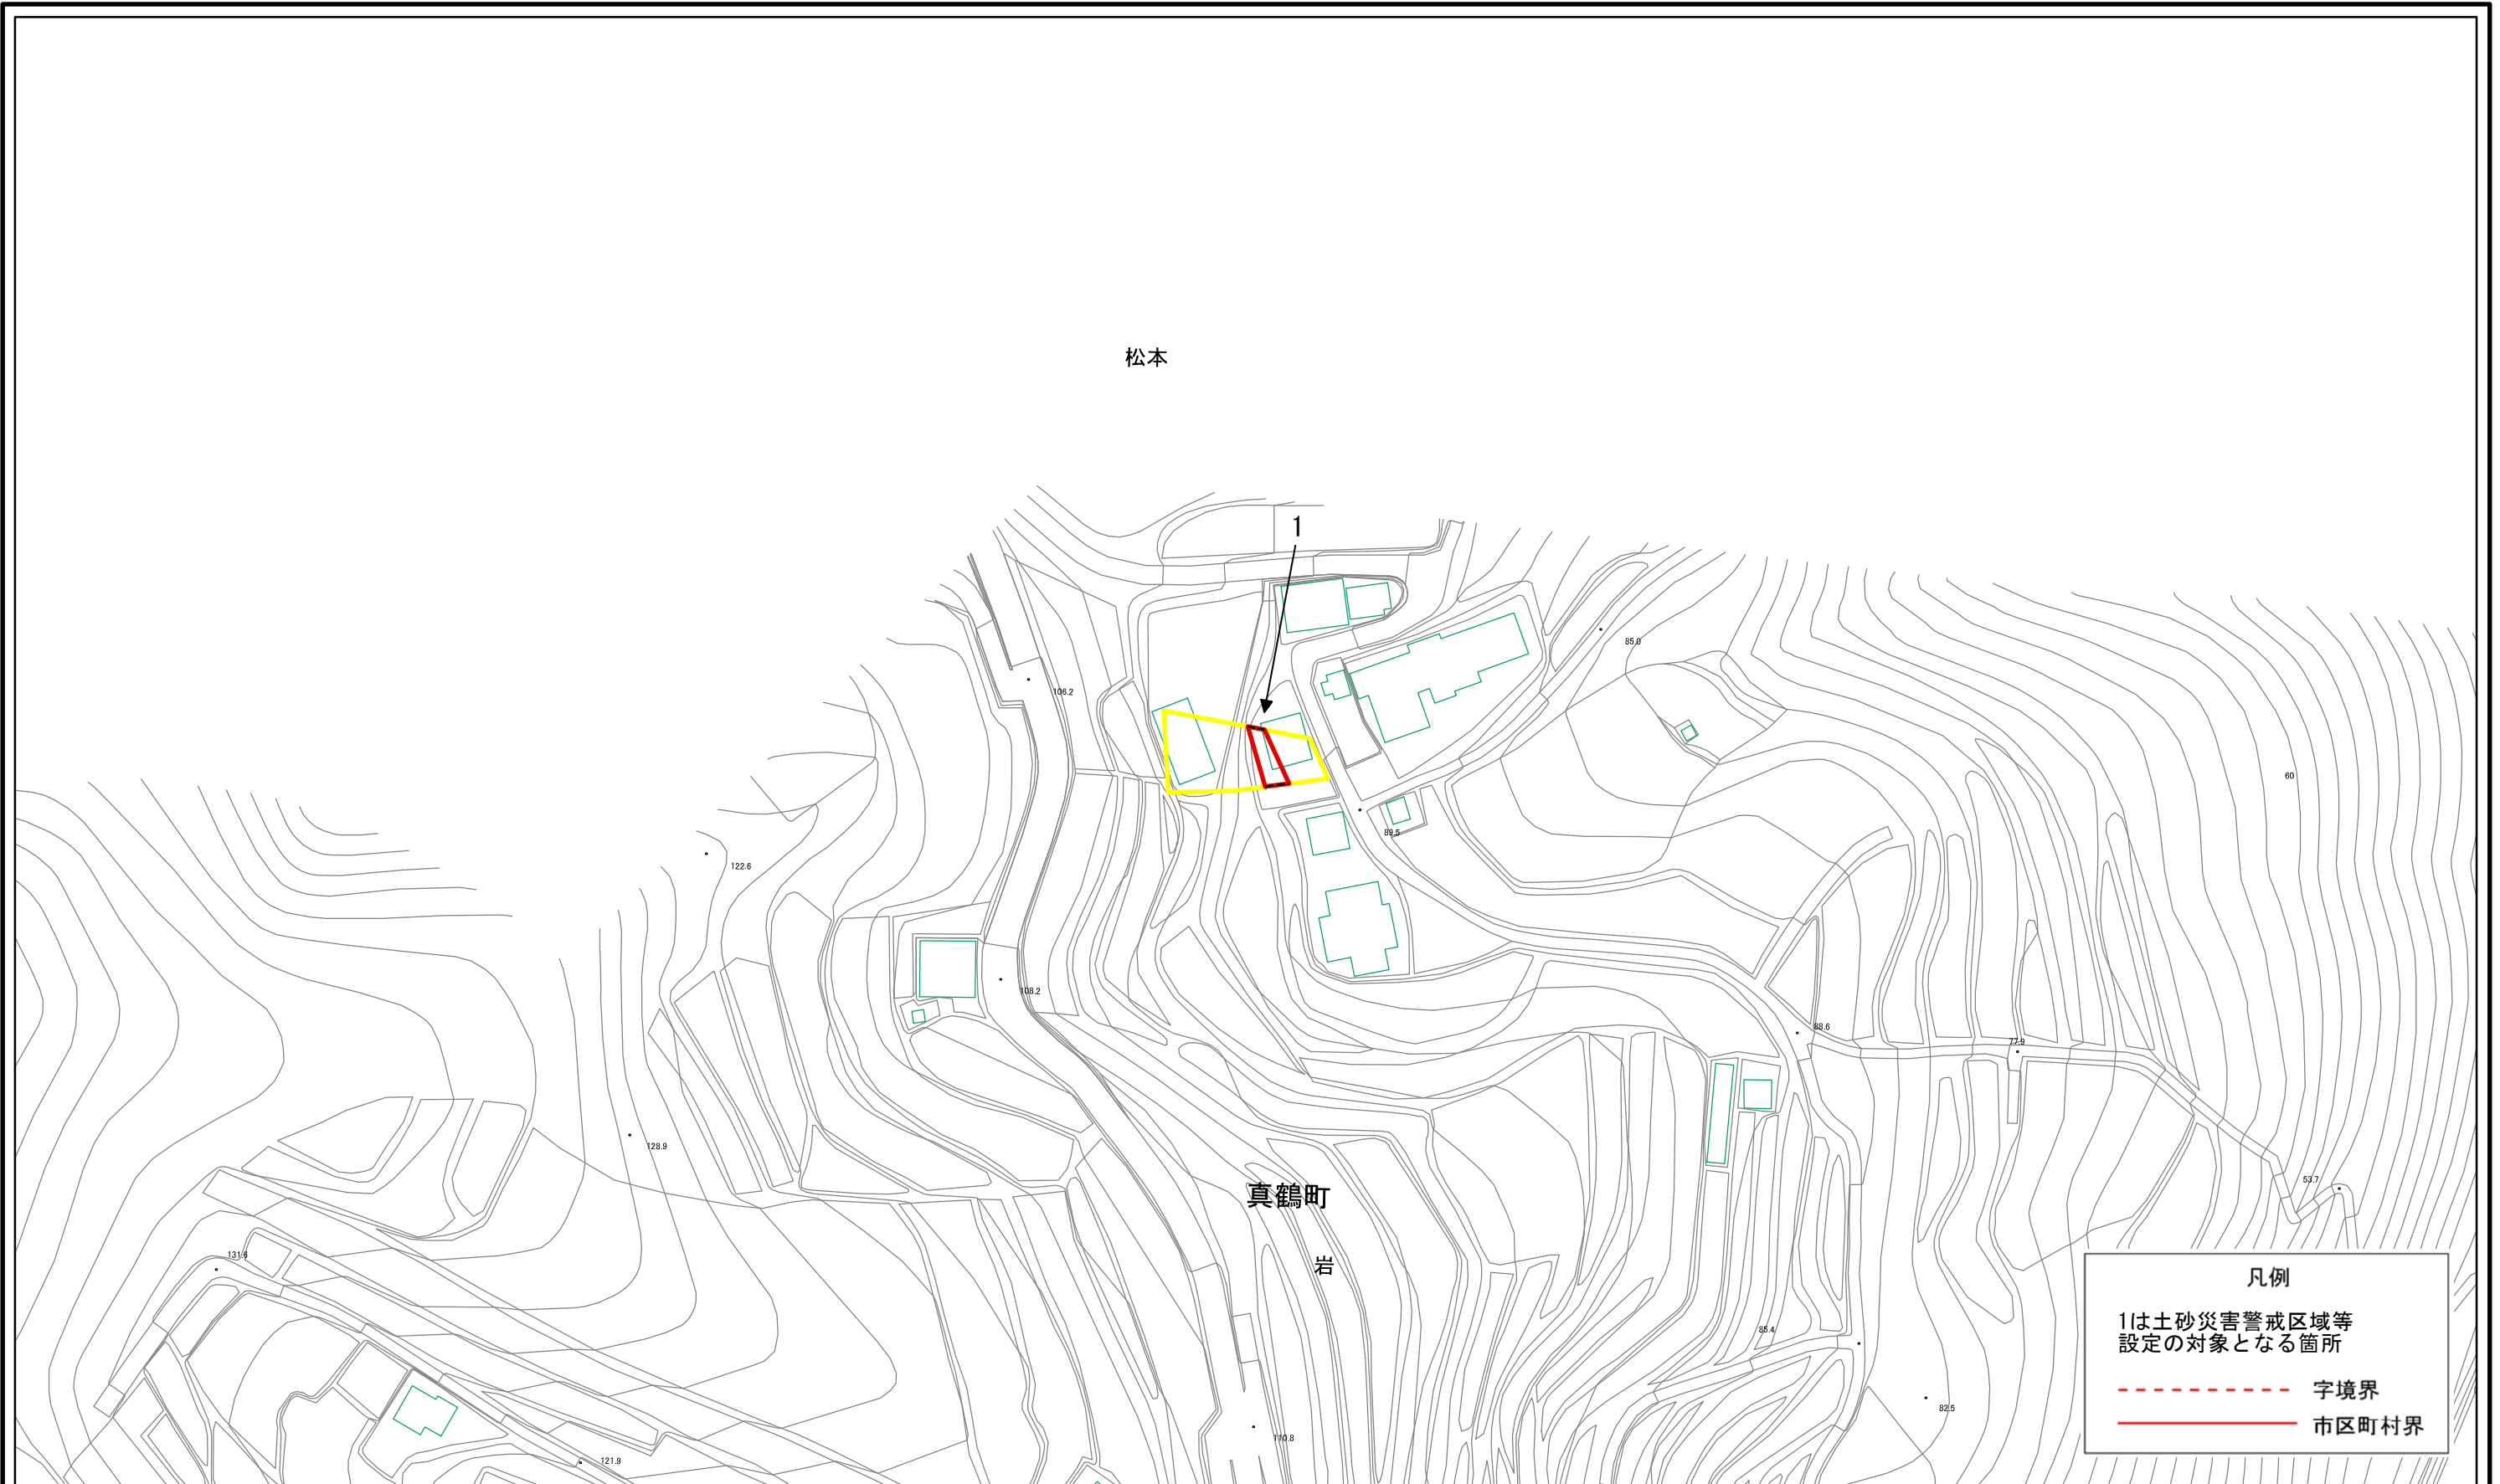 松本
1
85.0
106.2
60
89.5
122.6
108.2
88.6
77.9
128.9
53.7
真鶴町
131.6
岩
凡例
1は土砂災害警戒区域等
設定の対象となる箇所
85.4
字境界
82.5
市区町村界
110.8
121.9